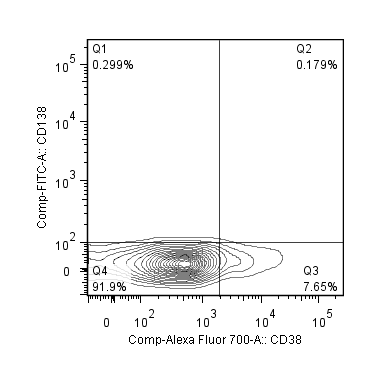 Q1 Q2
0.299% 0.179%
10^5
10^4
10^3
10^2
0
Comp-FITC-A:: CD138
Q4 Q3
91.9% 7.65%
0 10^2 10^3 10^4 10^5
Comp-Alexa Fluor 700-A:: CD38